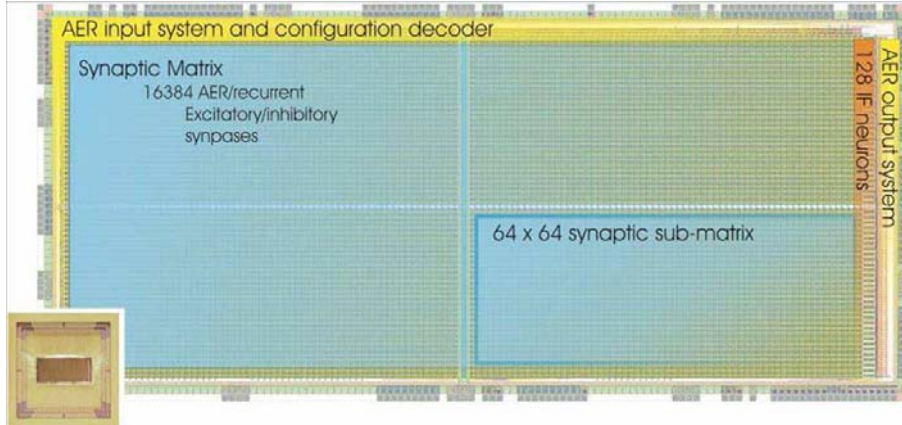 AER input system and configuration decoder
Synaptic Matrix
16384 AER/recurrent
Excitatory/inhibitory
synpases
64 x 64 synaptic sub-matrix
128 IF neurons
AER output system